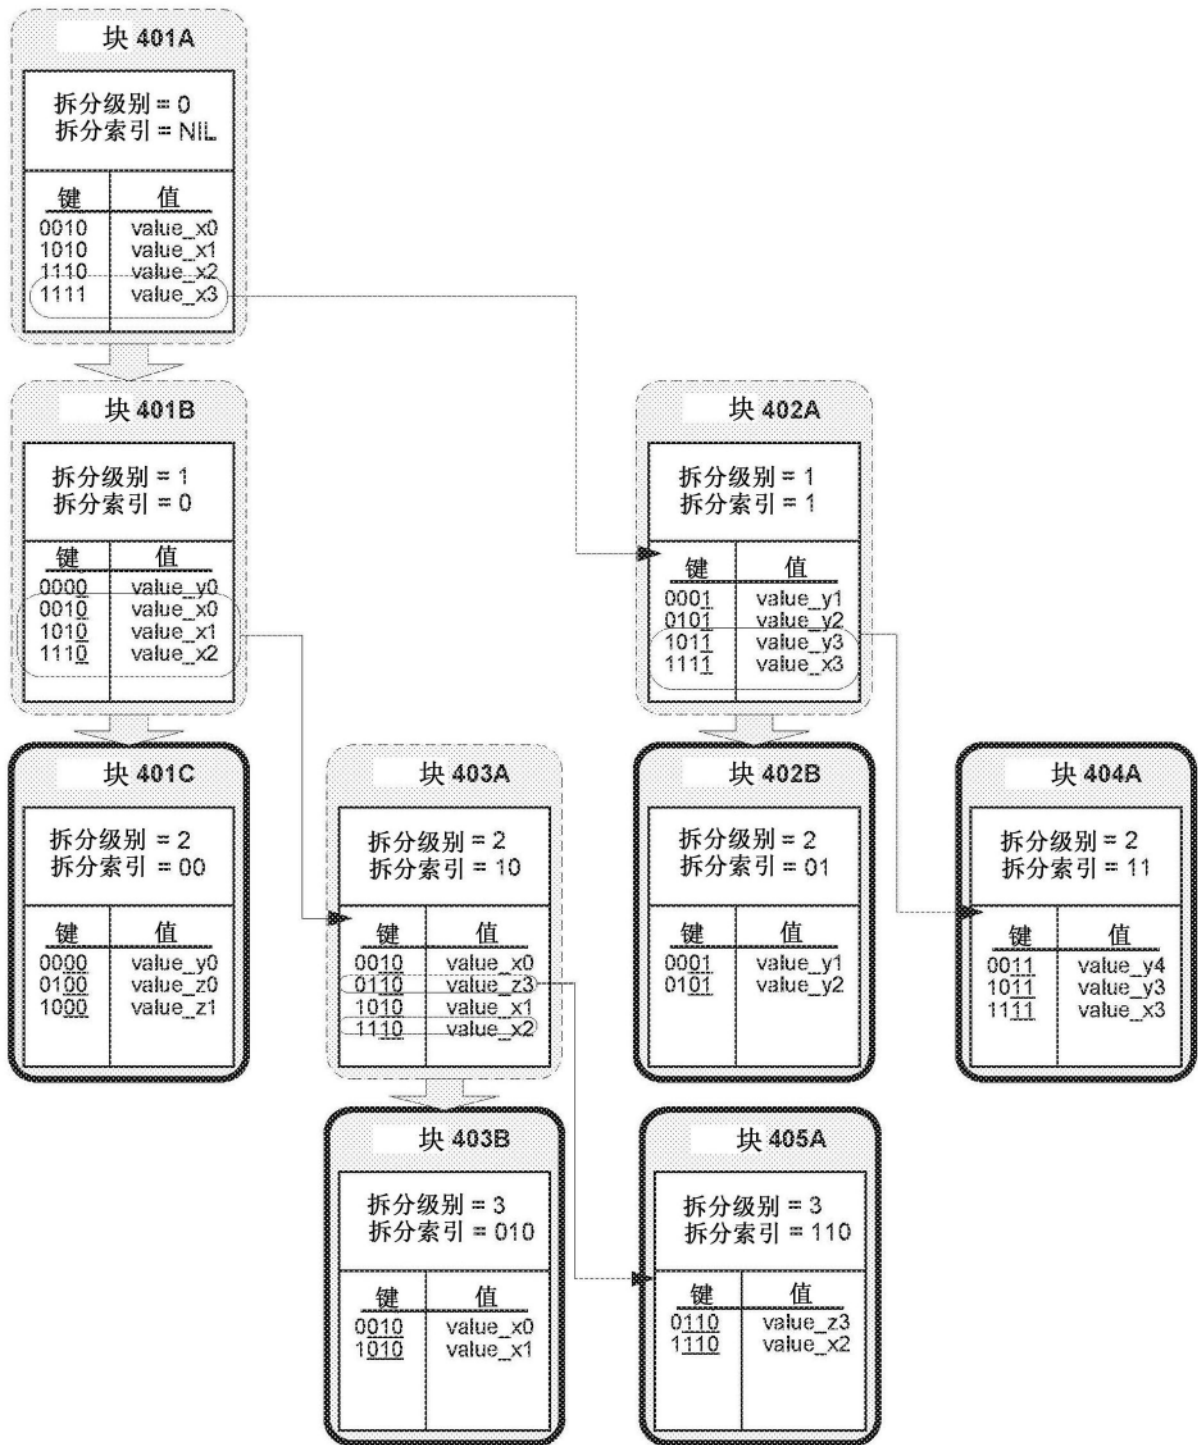 块 401A
拆分级别 = 0
拆分索引 = NIL
键 值
0010 value_x0
1010 value_x1
1110 value_x2
1111 value_x3
块 401B
拆分级别 = 1
拆分索引 = 0
键 值
0000 value_y0
0010 value_x0
1010 value_x1
1110 value_x2
块 402A
拆分级别 = 1
拆分索引 = 1
键 值
0001 value_y1
0101 value_y2
1011 value_y3
1111 value_x3
块 401C
拆分级别 = 2
拆分索引 = 00
键 值
0000 value_y0
0100 value_z0
1000 value_z1
块 403A
拆分级别 = 2
拆分索引 = 10
键 值
0010 value_x0
0110 value_z3
1010 value_x1
1110 value_x2
块 402B
拆分级别 = 2
拆分索引 = 01
键 值
0001 value_y1
0101 value_y2
块 404A
拆分级别 = 2
拆分索引 = 11
键 值
0011 value_y4
1011 value_y3
1111 value_x3
块 403B
拆分级别 = 3
拆分索引 = 010
键 值
0010 value_x0
1010 value_x1
块 405A
拆分级别 = 3
拆分索引 = 110
键 值
0110 value_z3
1110 value_x2